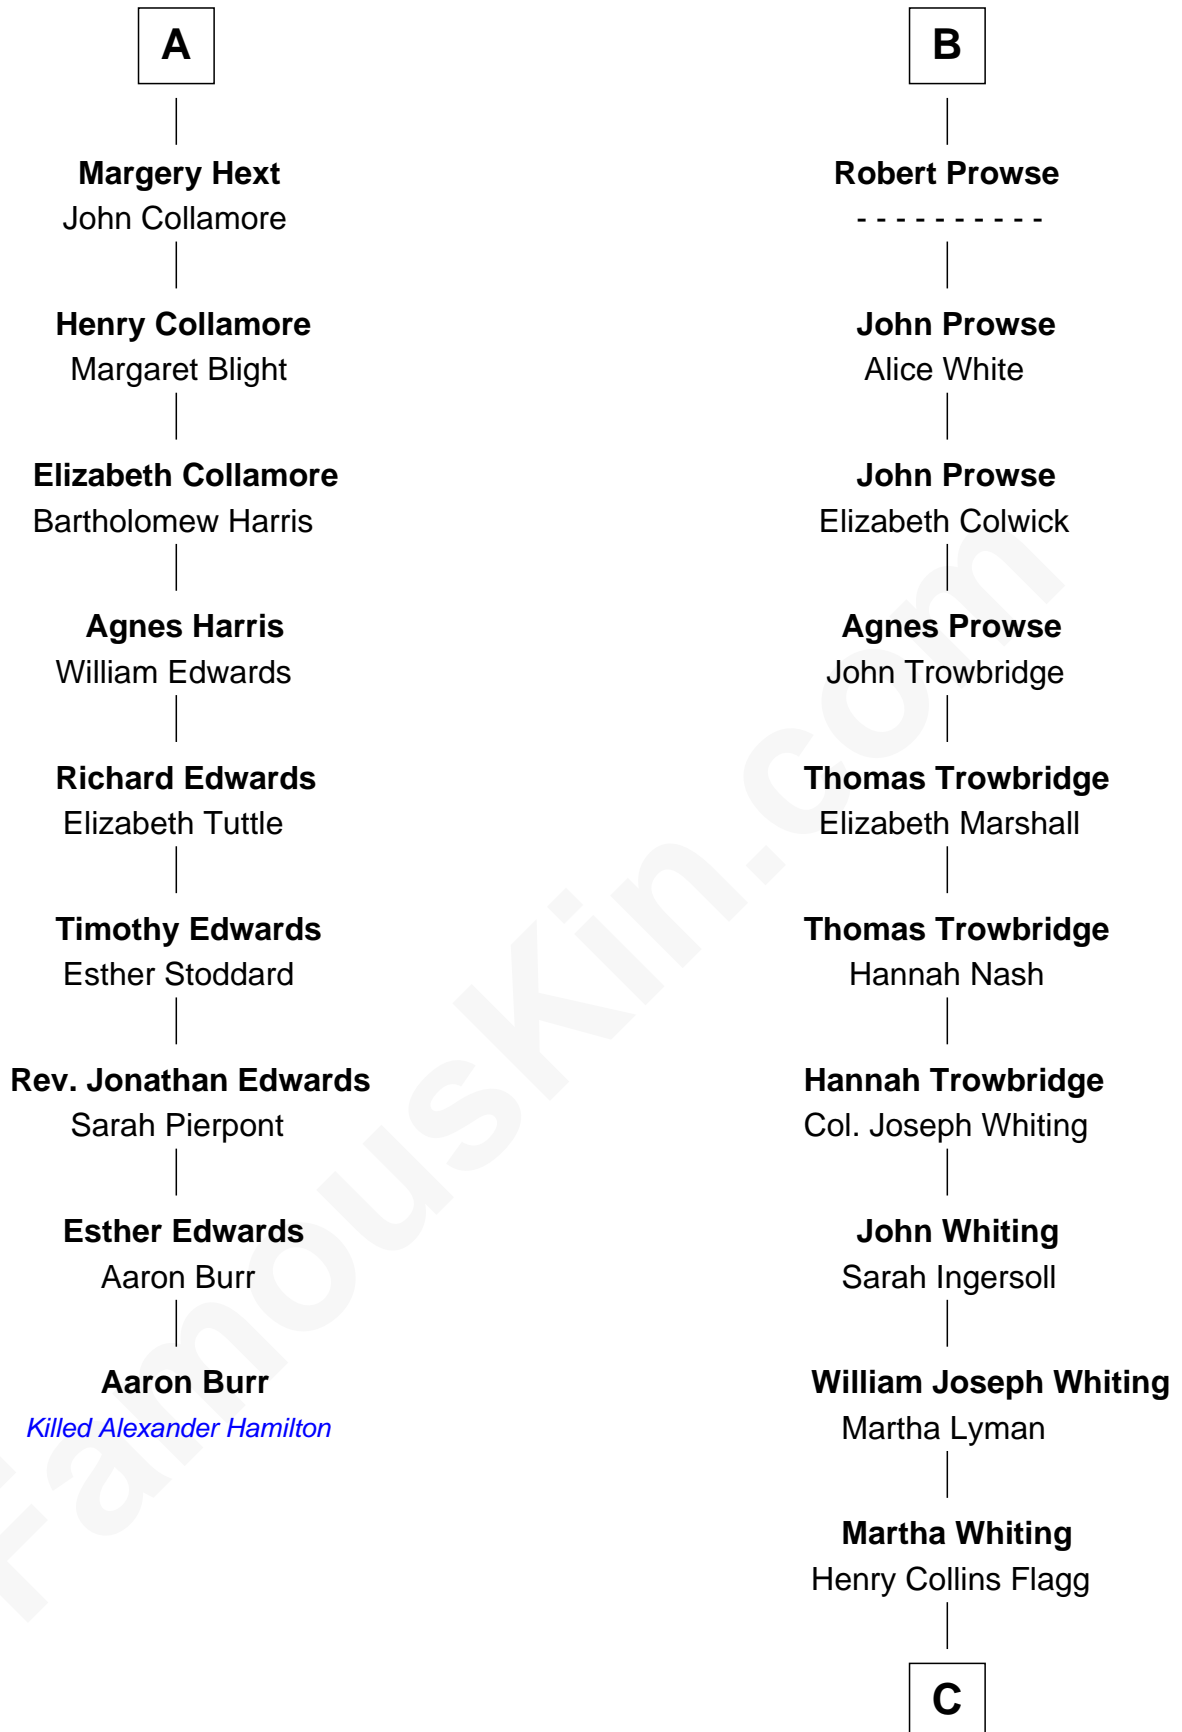 A
Margery Hext
John Collamore
Henry Collamore
Margaret Blight
Elizabeth Collamore
Bartholomew Harris
Agnes Harris
William Edwards
Richard Edwards
Elizabeth Tuttle
Timothy Edwards
Esther Stoddard
Rev. Jonathan Edwards
Sarah Pierpont
Esther Edwards
Aaron Burr
Aaron Burr
Killed Alexander Hamilton
B
Robert Prowse
- - - - - - - - - -
John Prowse
Alice White
John Prowse
Elizabeth Colwick
Agnes Prowse
John Trowbridge
Thomas Trowbridge
Elizabeth Marshall
Thomas Trowbridge
Hannah Nash
Hannah Trowbridge
Col. Joseph Whiting
John Whiting
Sarah Ingersoll
William Joseph Whiting
Martha Lyman
Martha Whiting
Henry Collins Flagg
C
FamousKin.com